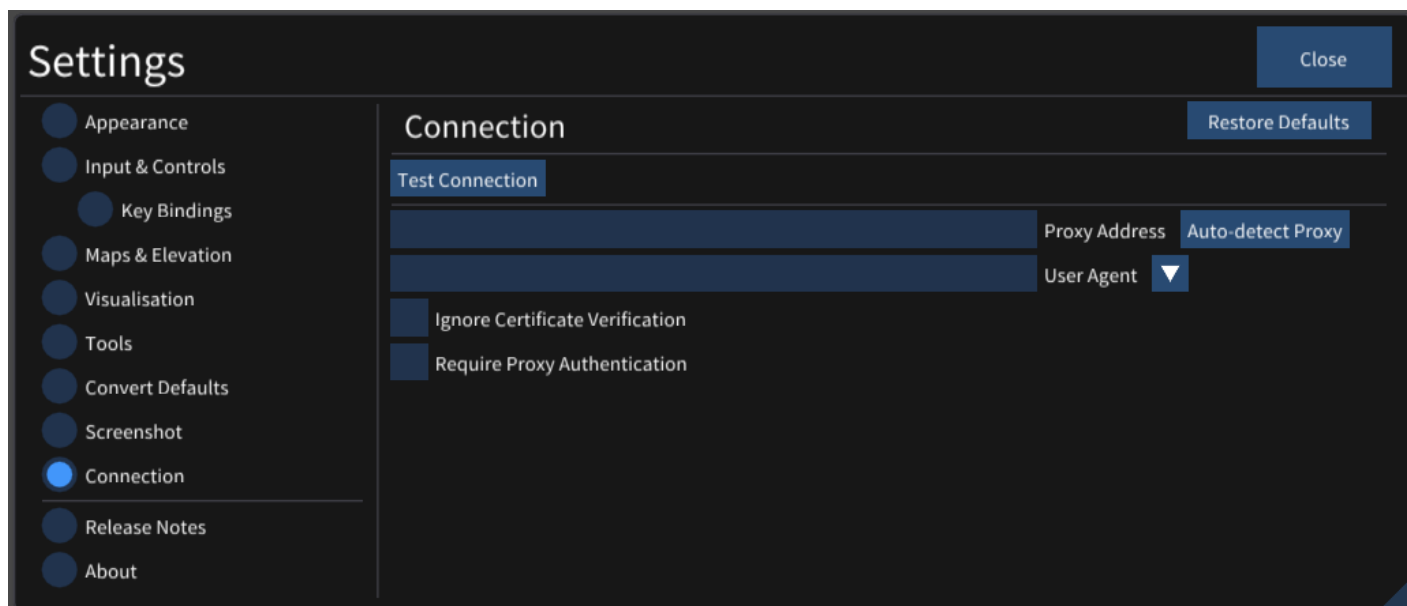 Settings
Close
Appearance
Input & Controls
Key Bindings
Maps & Elevation
Visualisation
Tools
Convert Defaults
Screenshot
Connection
Release Notes
About
Connection
Restore Defaults
Test Connection
Proxy Address
Auto-detect Proxy
User Agent
Ignore Certificate Verification
Require Proxy Authentication